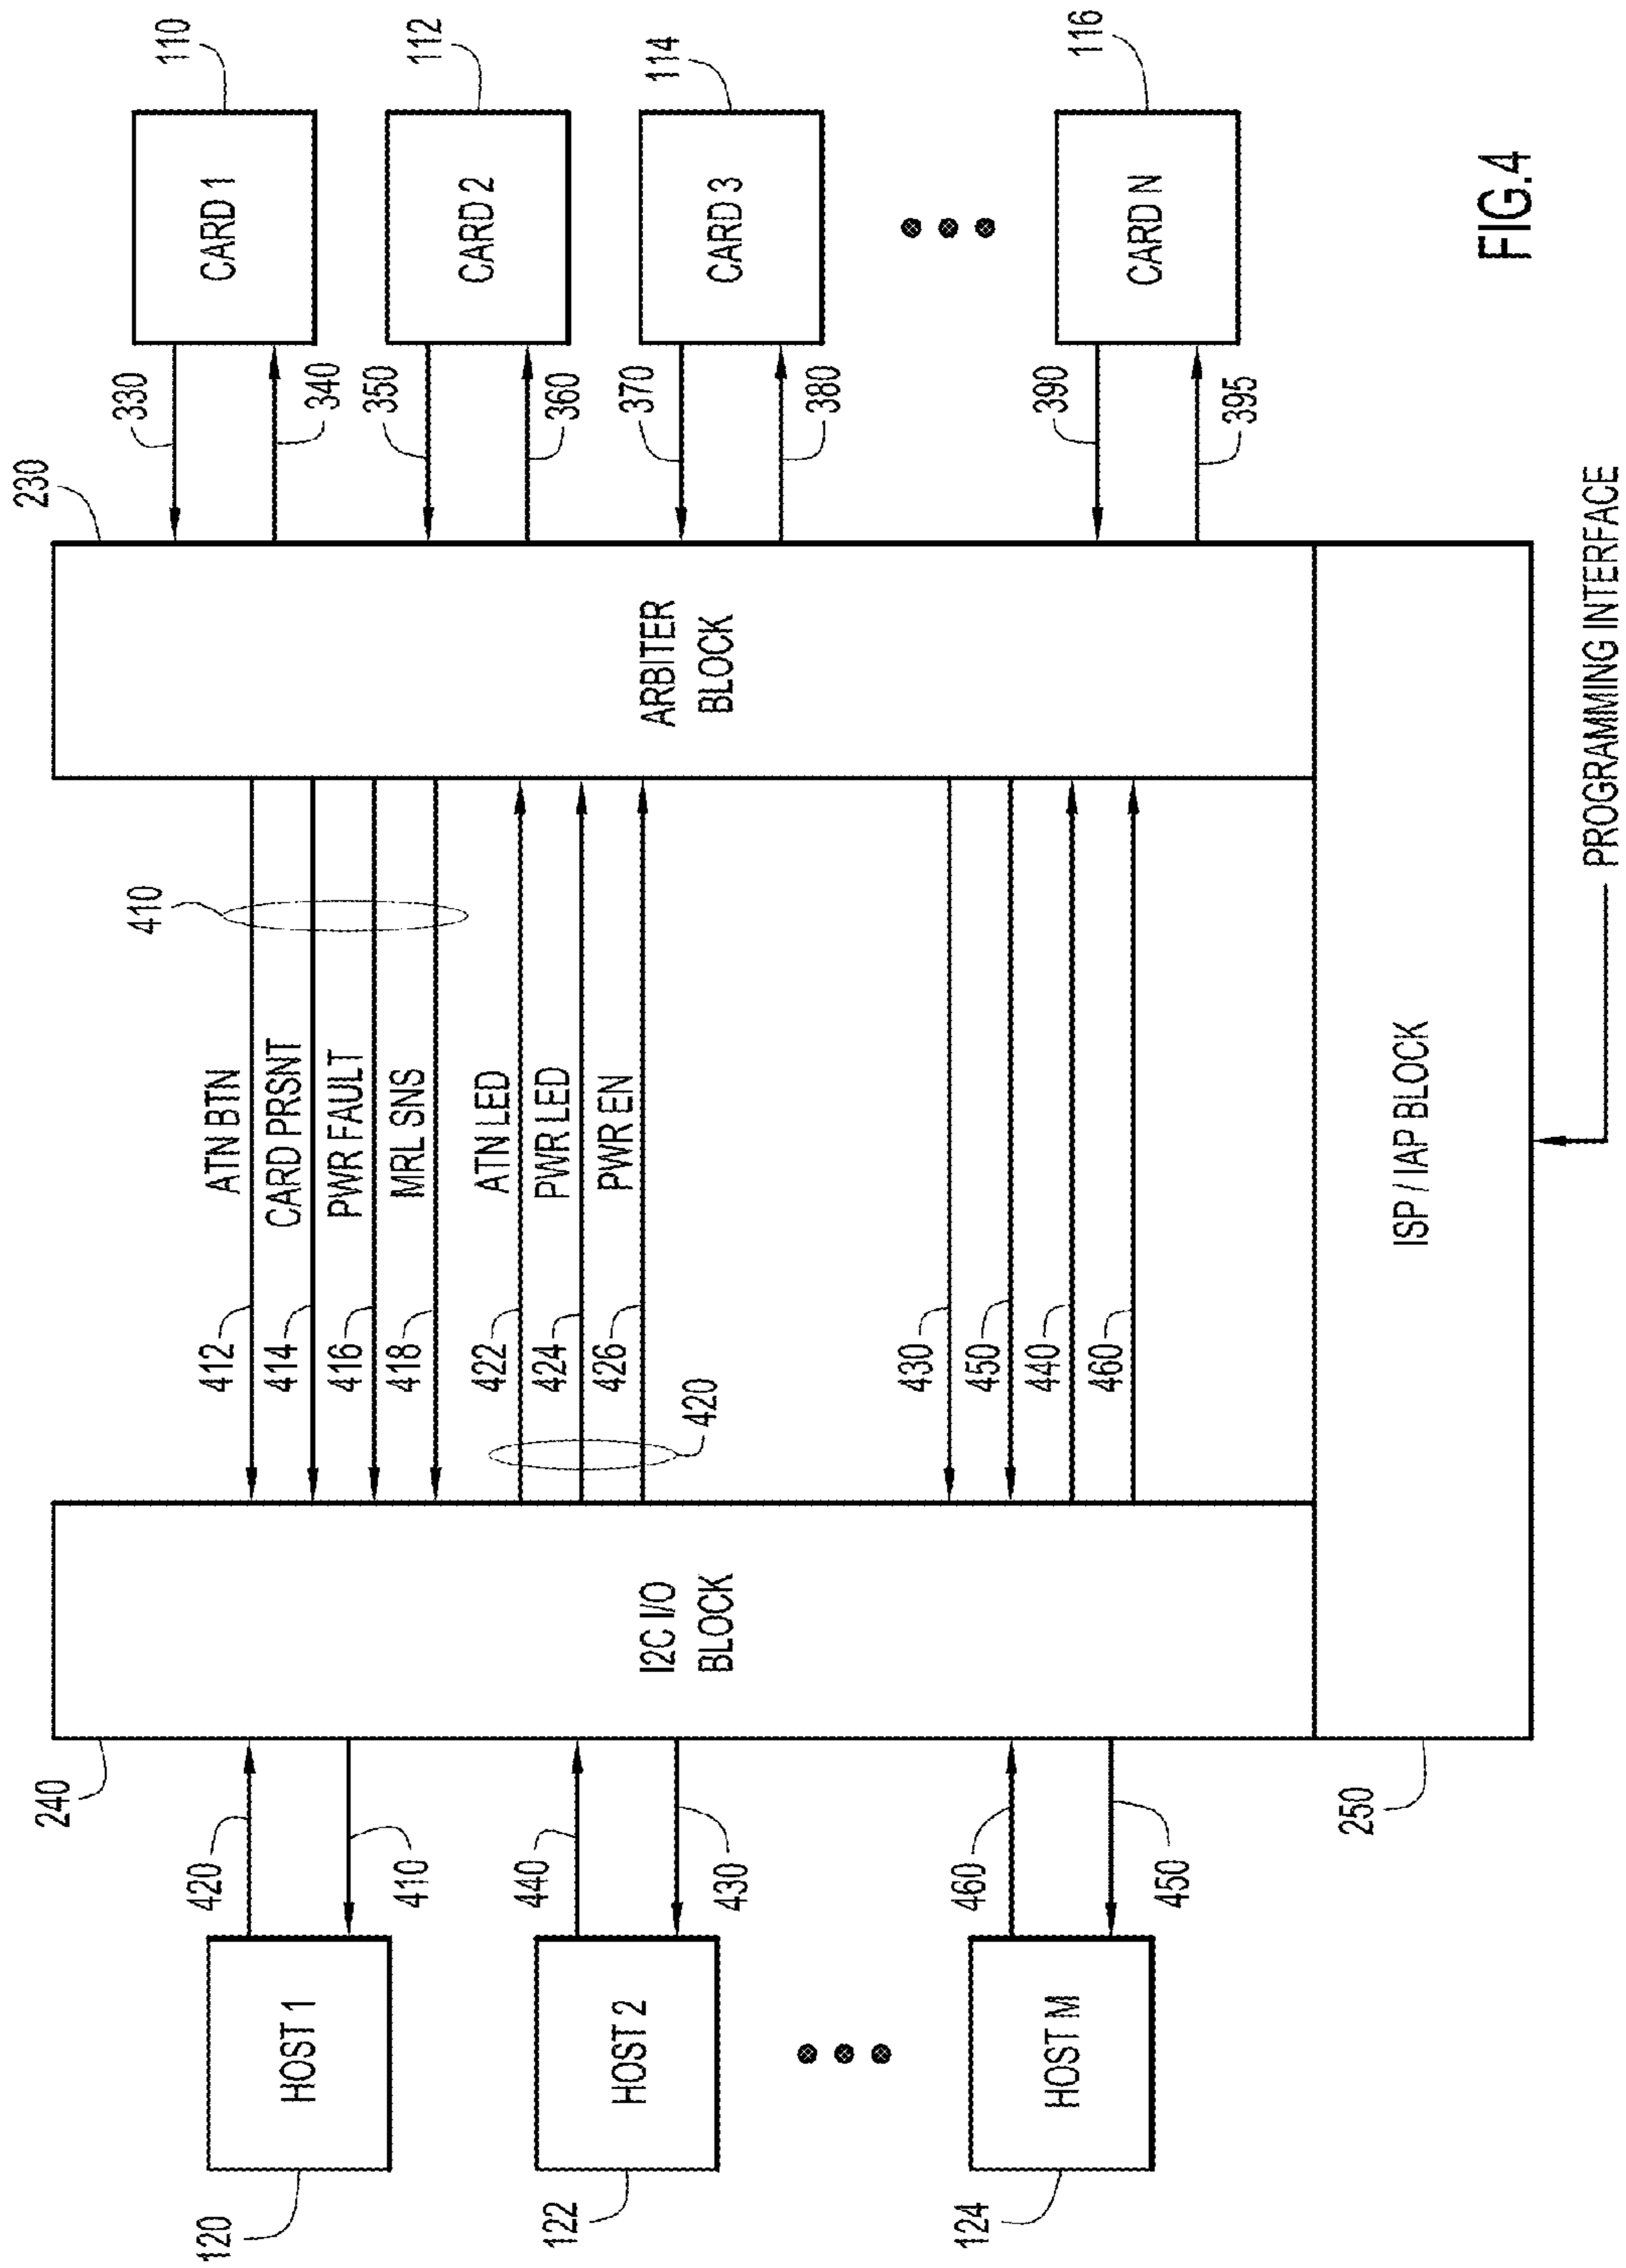 120
HOST 1
420
410
122
HOST 2
440
430
124
HOST M
460
450
240
I2C I/O
BLOCK
412
ATN BTN
414
CARD PRSNT
416
PWR FAULT
418
MRL SNS
410
422
ATN LED
424
PWR LED
426
PWR EN
420
430
450
440
460
230
ARBITER
BLOCK
330
340
CARD 1
110
350
360
CARD 2
112
370
380
CARD 3
114
390
395
CARD N
116
250
ISP / IAP BLOCK
PROGRAMMING INTERFACE
FIG.4